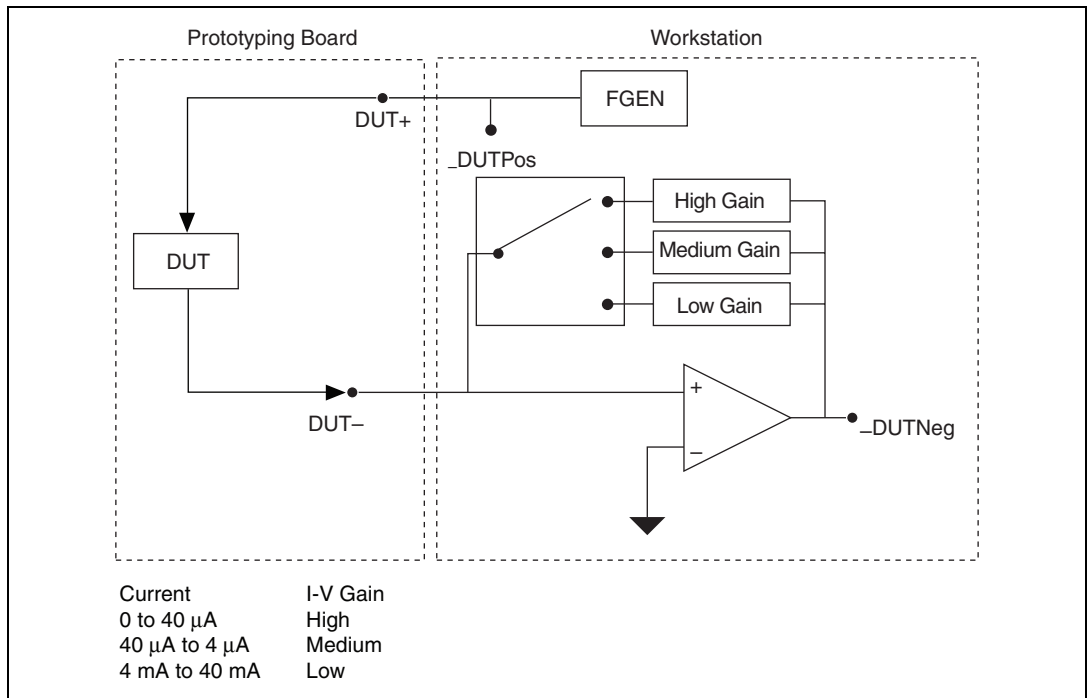 Prototyping Board
Workstation
FGEN
DUT+
_DUTPos
High Gain
DUT
Medium Gain
Low Gain
+
DUT–
–DUTNeg
–
Current I-V Gain
0 to 40 μA High
40 μA to 4 μA Medium
4 mA to 40 mA Low